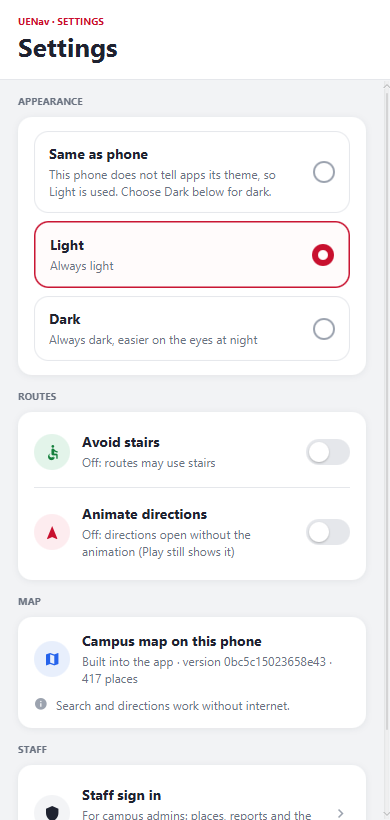 UENav · SETTINGS
Settings
APPEARANCE
Same as phone
This phone does not tell apps its theme, so
Light is used. Choose Dark below for dark.
Light
Always light
Dark
Always dark, easier on the eyes at night
ROUTES
Avoid stairs
Off: routes may use stairs
Animate directions
Off: directions open without the
animation (Play still shows it)
MAP
Campus map on this phone
Built into the app · version 0bc5c15023658e43 ·
417 places
Search and directions work without internet.
STAFF
Staff sign in
For campus admins: places, reports and the